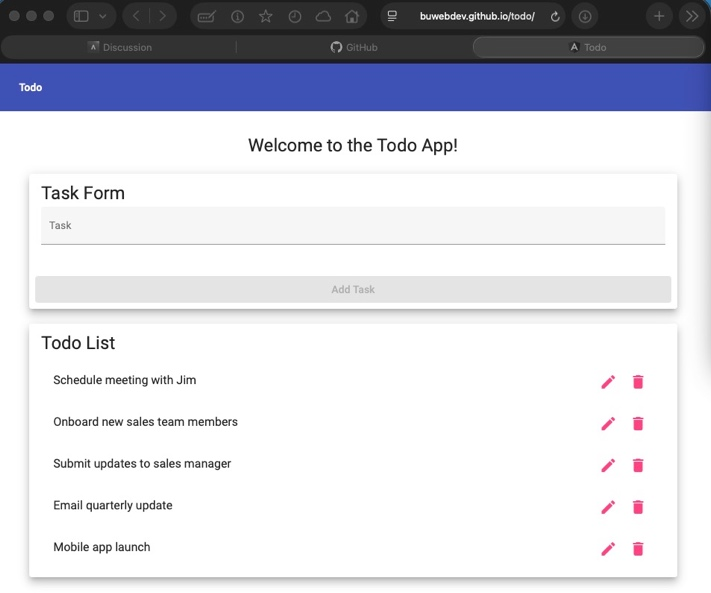 buwebdev.github.io/todo/
Discussion
GitHub
Todo
Todo
Welcome to the Todo App!
Task Form
Task
Add Task
Todo List
Schedule meeting with Jim
Onboard new sales team members
Submit updates to sales manager
Email quarterly update
Mobile app launch